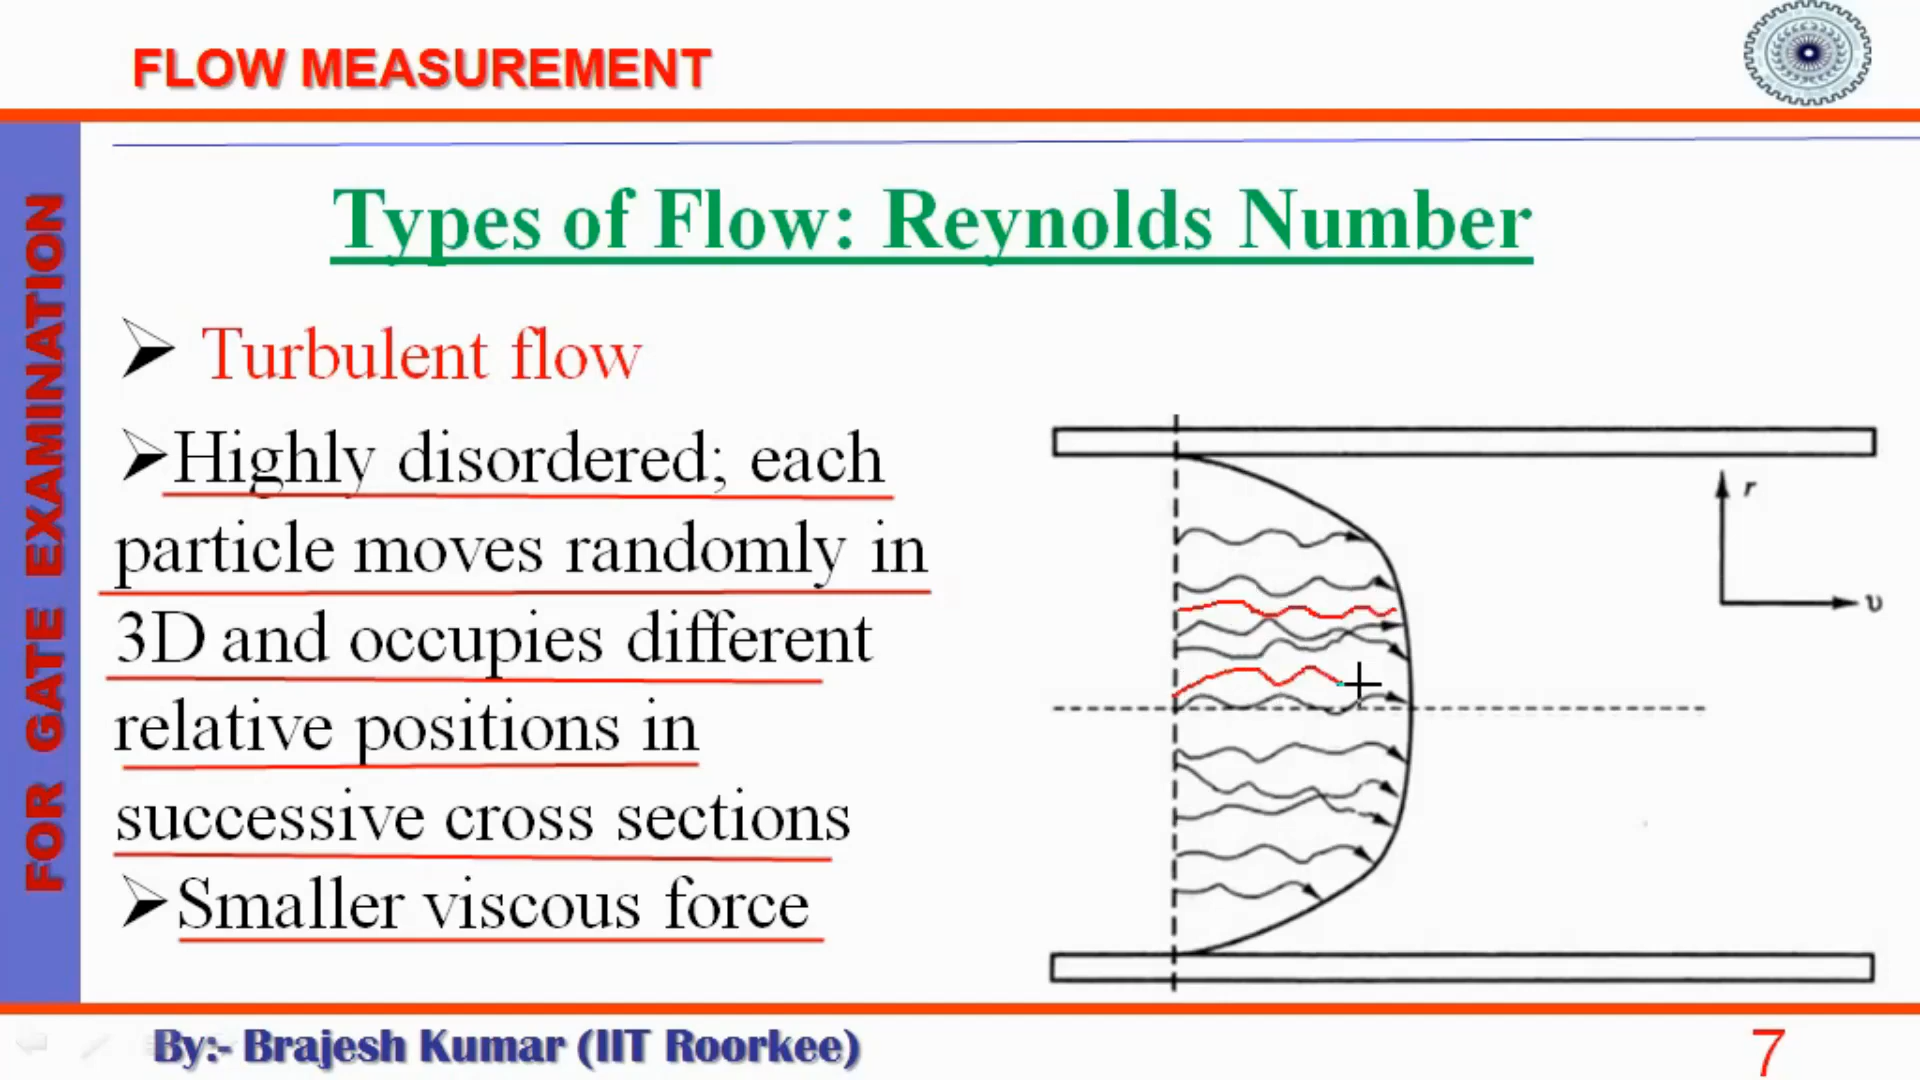 FLOW MEASUREMENT
FOR GATE EXAMINATION
Types of Flow: Reynolds Number
Turbulent flow
Highly disordered; each
particle moves randomly in
3D and occupies different
relative positions in
successive cross sections
Smaller viscous force
r
υ
By:- Brajesh Kumar (IIT Roorkee)
7